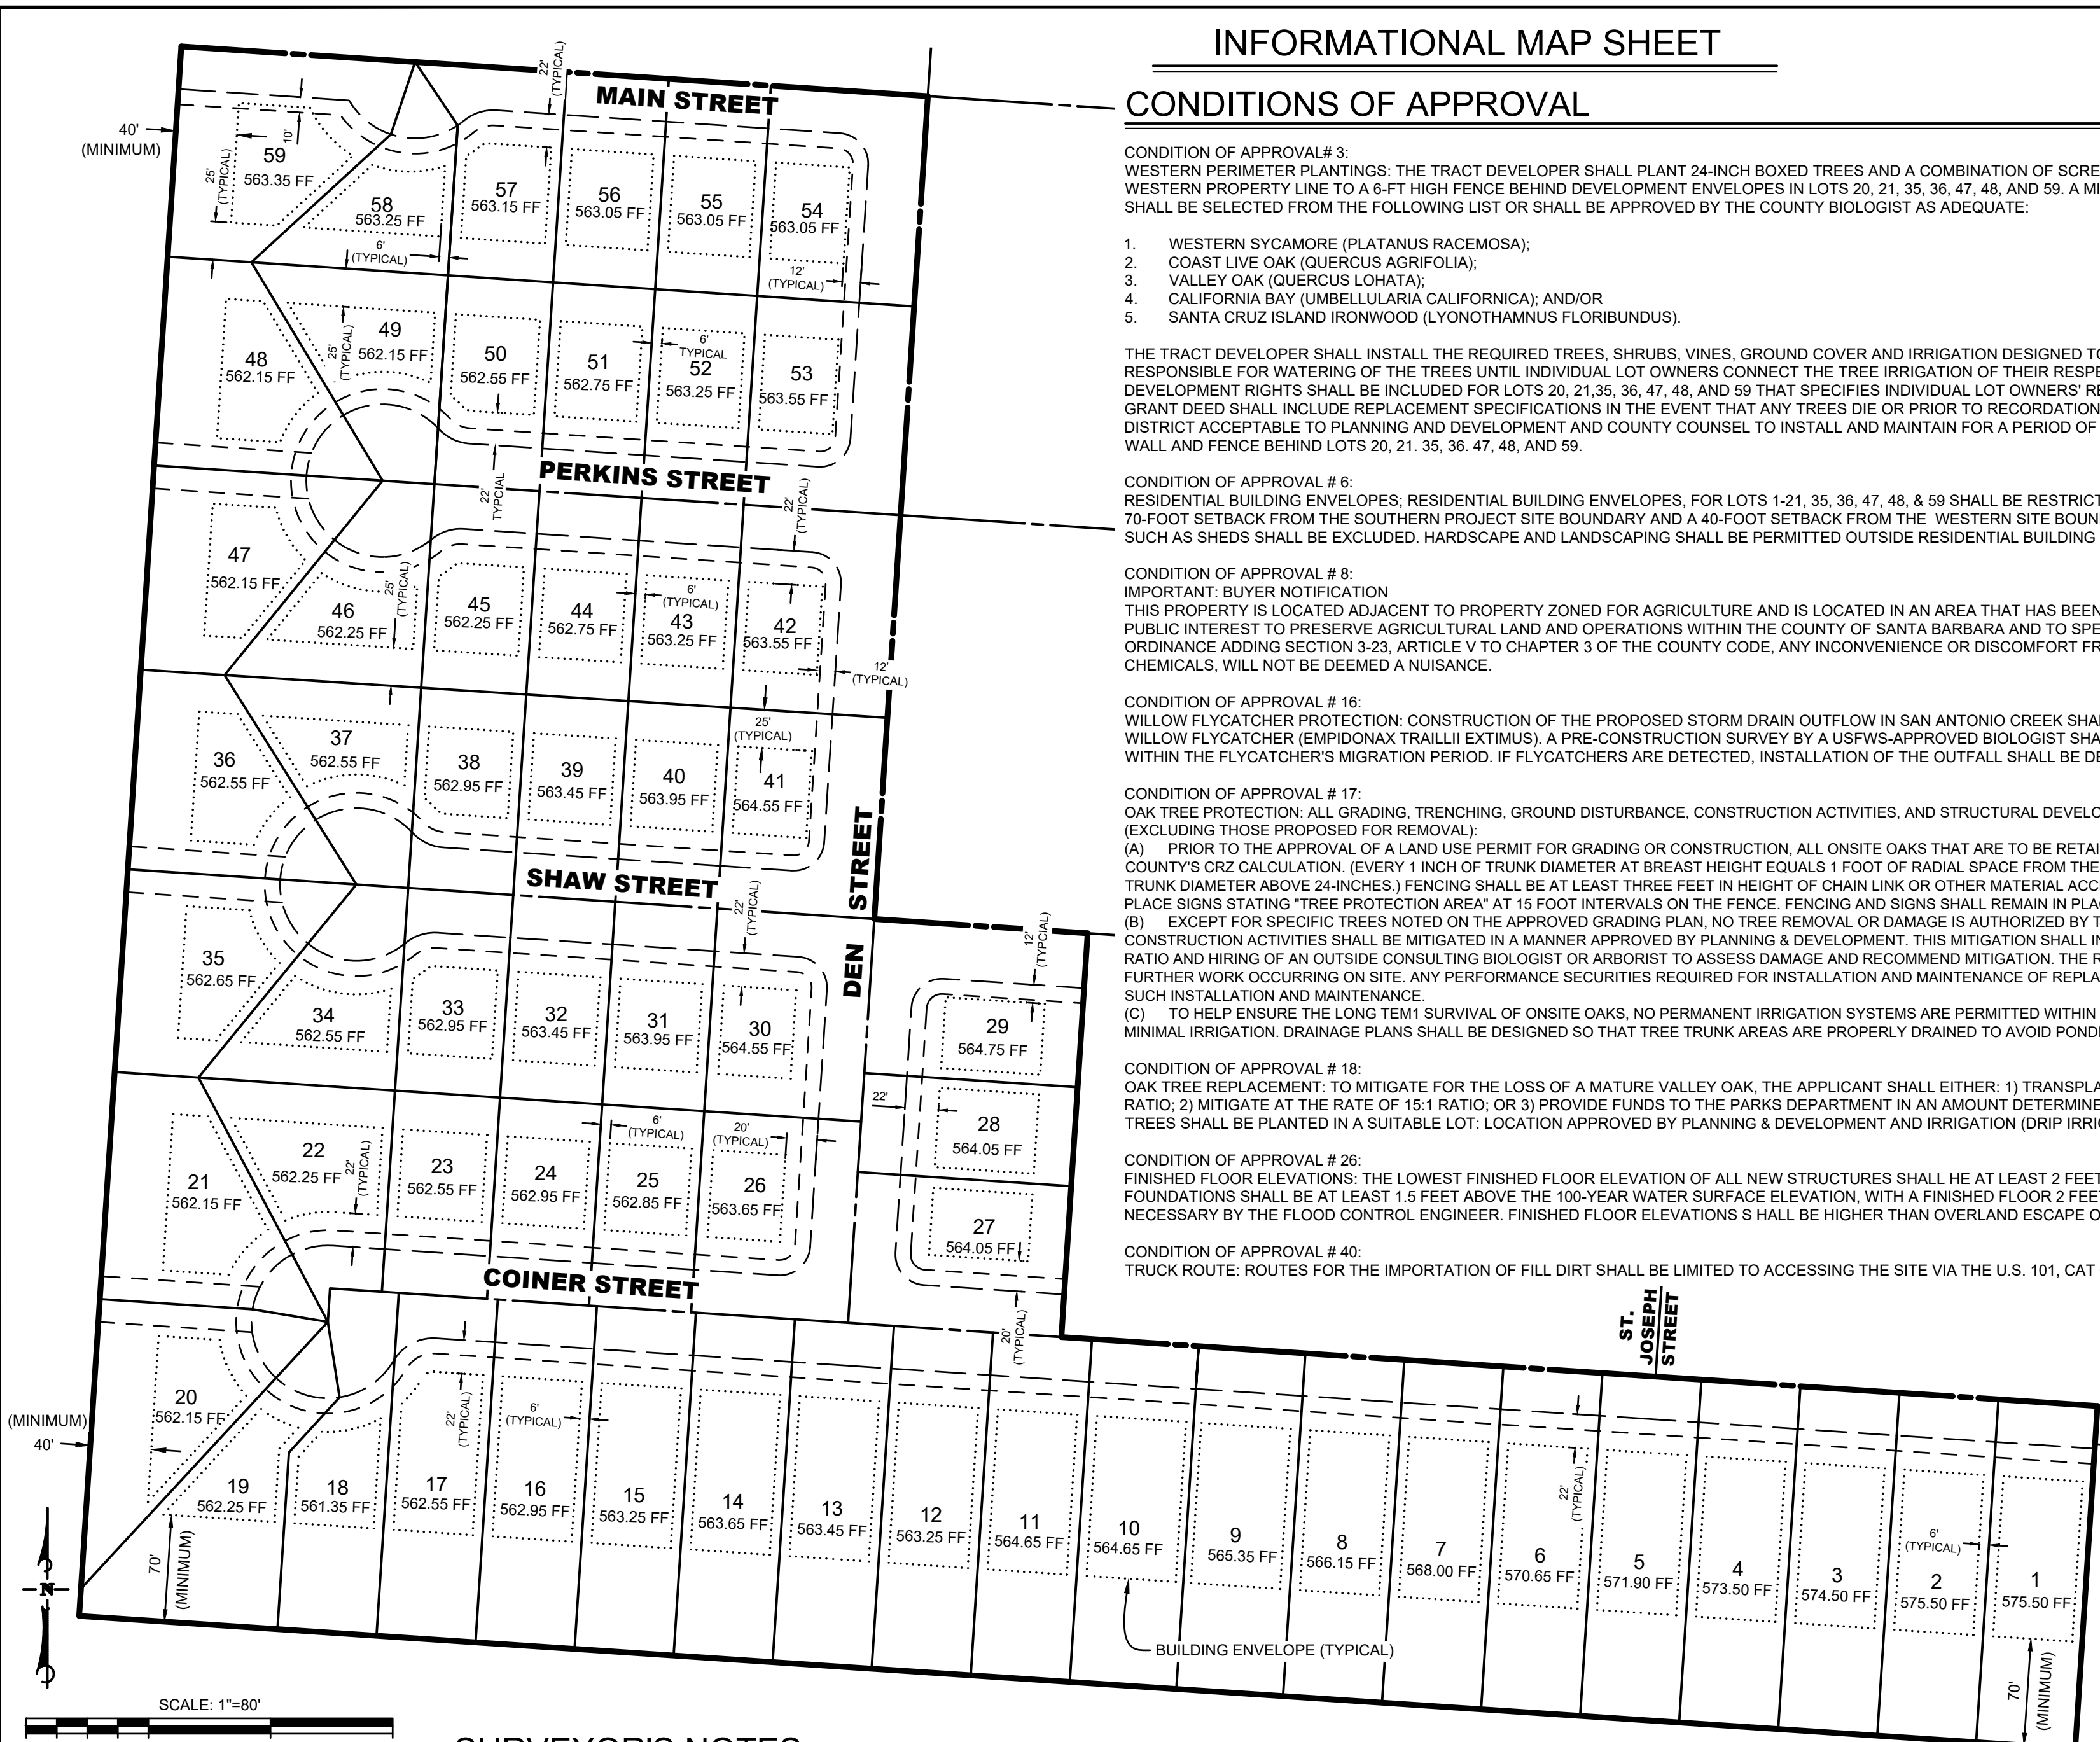 INFORMATIONAL MAP SHEET
CONDITIONS OF APPROVAL
CONDITION OF APPROVAL# 3:
WESTERN PERIMETER PLANTINGS: THE TRACT DEVELOPER SHALL PLANT 24-INCH BOXED TREES AND A COMBINATION OF SCRE
WESTERN PROPERTY LINE TO A 6-FT HIGH FENCE BEHIND DEVELOPMENT ENVELOPES IN LOTS 20, 21, 35, 36, 47, 48, AND 59. A MI
SHALL BE SELECTED FROM THE FOLLOWING LIST OR SHALL BE APPROVED BY THE COUNTY BIOLOGIST AS ADEQUATE:
1. WESTERN SYCAMORE (PLATANUS RACEMOSA);
2. COAST LIVE OAK (QUERCUS AGRIFOLIA);
3. VALLEY OAK (QUERCUS LOHATA);
4. CALIFORNIA BAY (UMBELLULARIA CALIFORNICA); AND/OR
5. SANTA CRUZ ISLAND IRONWOOD (LYONOTHAMNUS FLORIBUNDUS).
THE TRACT DEVELOPER SHALL INSTALL THE REQUIRED TREES, SHRUBS, VINES, GROUND COVER AND IRRIGATION DESIGNED TO
RESPONSIBLE FOR WATERING OF THE TREES UNTIL INDIVIDUAL LOT OWNERS CONNECT THE TREE IRRIGATION OF THEIR RESPE
DEVELOPMENT RIGHTS SHALL BE INCLUDED FOR LOTS 20, 21,35, 36, 47, 48, AND 59 THAT SPECIFIES INDIVIDUAL LOT OWNERS' RE
GRANT DEED SHALL INCLUDE REPLACEMENT SPECIFICATIONS IN THE EVENT THAT ANY TREES DIE OR PRIOR TO RECORDATION
DISTRICT ACCEPTABLE TO PLANNING AND DEVELOPMENT AND COUNTY COUNSEL TO INSTALL AND MAINTAIN FOR A PERIOD OF
WALL AND FENCE BEHIND LOTS 20, 21. 35, 36. 47, 48, AND 59.
CONDITION OF APPROVAL # 6:
RESIDENTIAL BUILDING ENVELOPES; RESIDENTIAL BUILDING ENVELOPES, FOR LOTS 1-21, 35, 36, 47, 48, & 59 SHALL BE RESTRICT
70-FOOT SETBACK FROM THE SOUTHERN PROJECT SITE BOUNDARY AND A 40-FOOT SETBACK FROM THE WESTERN SITE BOUN
SUCH AS SHEDS SHALL BE EXCLUDED. HARDSCAPE AND LANDSCAPING SHALL BE PERMITTED OUTSIDE RESIDENTIAL BUILDING
CONDITION OF APPROVAL # 8:
IMPORTANT: BUYER NOTIFICATION
THIS PROPERTY IS LOCATED ADJACENT TO PROPERTY ZONED FOR AGRICULTURE AND IS LOCATED IN AN AREA THAT HAS BEEN
PUBLIC INTEREST TO PRESERVE AGRICULTURAL LAND AND OPERATIONS WITHIN THE COUNTY OF SANTA BARBARA AND TO SPE
ORDINANCE ADDING SECTION 3-23, ARTICLE V TO CHAPTER 3 OF THE COUNTY CODE, ANY INCONVENIENCE OR DISCOMFORT FR
CHEMICALS, WILL NOT BE DEEMED A NUISANCE.
CONDITION OF APPROVAL # 16:
WILLOW FLYCATCHER PROTECTION: CONSTRUCTION OF THE PROPOSED STORM DRAIN OUTFLOW IN SAN ANTONIO CREEK SHAL
WILLOW FLYCATCHER (EMPIDONAX TRAILLII EXTIMUS). A PRE-CONSTRUCTION SURVEY BY A USFWS-APPROVED BIOLOGIST SHA
WITHIN THE FLYCATCHER'S MIGRATION PERIOD. IF FLYCATCHERS ARE DETECTED, INSTALLATION OF THE OUTFALL SHALL BE DE
CONDITION OF APPROVAL # 17:
OAK TREE PROTECTION: ALL GRADING, TRENCHING, GROUND DISTURBANCE, CONSTRUCTION ACTIVITIES, AND STRUCTURAL DEVELO
(EXCLUDING THOSE PROPOSED FOR REMOVAL):
(A) PRIOR TO THE APPROVAL OF A LAND USE PERMIT FOR GRADING OR CONSTRUCTION, ALL ONSITE OAKS THAT ARE TO BE RETAI
COUNTY'S CRZ CALCULATION. (EVERY 1 INCH OF TRUNK DIAMETER AT BREAST HEIGHT EQUALS 1 FOOT OF RADIAL SPACE FROM THE
TRUNK DIAMETER ABOVE 24-INCHES.) FENCING SHALL BE AT LEAST THREE FEET IN HEIGHT OF CHAIN LINK OR OTHER MATERIAL ACC
PLACE SIGNS STATING "TREE PROTECTION AREA" AT 15 FOOT INTERVALS ON THE FENCE. FENCING AND SIGNS SHALL REMAIN IN PLA
(B) EXCEPT FOR SPECIFIC TREES NOTED ON THE APPROVED GRADING PLAN, NO TREE REMOVAL OR DAMAGE IS AUTHORIZED BY T
CONSTRUCTION ACTIVITIES SHALL BE MITIGATED IN A MANNER APPROVED BY PLANNING & DEVELOPMENT. THIS MITIGATION SHALL IN
RATIO AND HIRING OF AN OUTSIDE CONSULTING BIOLOGIST OR ARBORIST TO ASSESS DAMAGE AND RECOMMEND MITIGATION. THE R
FURTHER WORK OCCURRING ON SITE. ANY PERFORMANCE SECURITIES REQUIRED FOR INSTALLATION AND MAINTENANCE OF REPLA
SUCH INSTALLATION AND MAINTENANCE.
(C) TO HELP ENSURE THE LONG TEM1 SURVIVAL OF ONSITE OAKS, NO PERMANENT IRRIGATION SYSTEMS ARE PERMITTED WITHIN
MINIMAL IRRIGATION. DRAINAGE PLANS SHALL BE DESIGNED SO THAT TREE TRUNK AREAS ARE PROPERLY DRAINED TO AVOID POND
CONDITION OF APPROVAL # 18:
OAK TREE REPLACEMENT: TO MITIGATE FOR THE LOSS OF A MATURE VALLEY OAK, THE APPLICANT SHALL EITHER: 1) TRANSPLA
RATIO; 2) MITIGATE AT THE RATE OF 15:1 RATIO; OR 3) PROVIDE FUNDS TO THE PARKS DEPARTMENT IN AN AMOUNT DETERMINE
TREES SHALL BE PLANTED IN A SUITABLE LOT: LOCATION APPROVED BY PLANNING & DEVELOPMENT AND IRRIGATION (DRIP IRRI
CONDITION OF APPROVAL # 26:
FINISHED FLOOR ELEVATIONS: THE LOWEST FINISHED FLOOR ELEVATION OF ALL NEW STRUCTURES SHALL HE AT LEAST 2 FEET
FOUNDATIONS SHALL BE AT LEAST 1.5 FEET ABOVE THE 100-YEAR WATER SURFACE ELEVATION, WITH A FINISHED FLOOR 2 FEE
NECESSARY BY THE FLOOD CONTROL ENGINEER. FINISHED FLOOR ELEVATIONS S HALL BE HIGHER THAN OVERLAND ESCAPE O
CONDITION OF APPROVAL # 40:
TRUCK ROUTE: ROUTES FOR THE IMPORTATION OF FILL DIRT SHALL BE LIMITED TO ACCESSING THE SITE VIA THE U.S. 101, CAT
MAIN STREET
22'
(TYPICAL)
40'
(MINIMUM)
10'
25'
(TYPICAL)
59
563.35 FF
58
563.25 FF
6'
(TYPICAL)
57
563.15 FF
56
563.05 FF
55
563.05 FF
54
563.05 FF
12'
(TYPICAL)
48
562.15 FF
49
562.15 FF
25'
(TYPICAL)
50
562.55 FF
51
562.75 FF
6'
TYPICAL
52
563.25 FF
53
563.55 FF
22'
TYPCIAL
PERKINS STREET
22'
(TYPICAL)
47
562.15 FF
46
562.25 FF
25'
(TYPICAL)
45
562.25 FF
44
562.75 FF
6'
(TYPICAL)
43
563.25 FF
42
563.55 FF
12'
(TYPICAL)
36
562.55 FF
37
562.55 FF
38
562.95 FF
39
563.45 FF
40
563.95 FF
25'
(TYPICAL)
41
564.55 FF
DEN STREET
SHAW STREET
22'
(TYPICAL)
35
562.65 FF
34
562.55 FF
33
562.95 FF
32
563.45 FF
31
563.95 FF
30
564.55 FF
12'
(TYPCIAL)
29
564.75 FF
22'
28
564.05 FF
27
564.05 FF
20'
(TYPICAL)
21
562.15 FF
22
562.25 FF
22'
(TYPICAL)
23
562.55 FF
24
562.95 FF
6'
(TYPICAL)
25
562.85 FF
20'
(TYPICAL)
26
563.65 FF
COINER STREET
ST.
JOSEPH
STREET
(MINIMUM)
40'
20
562.15 FF
19
562.25 FF
70'
(MINIMUM)
18
561.35 FF
17
562.55 FF
22'
(TYPICAL)
6'
(TYPICAL)
16
562.95 FF
15
563.25 FF
14
563.65 FF
13
563.45 FF
12
563.25 FF
11
564.65 FF
10
564.65 FF
9
565.35 FF
8
566.15 FF
7
568.00 FF
22'
(TYPICAL)
6
570.65 FF
5
571.90 FF
4
573.50 FF
3
574.50 FF
6'
(TYPICAL)
2
575.50 FF
1
575.50 FF
70'
(MINIMUM)
BUILDING ENVELOPE (TYPICAL)
N
SCALE: 1"=80'
SURVEYOR'S NOTES